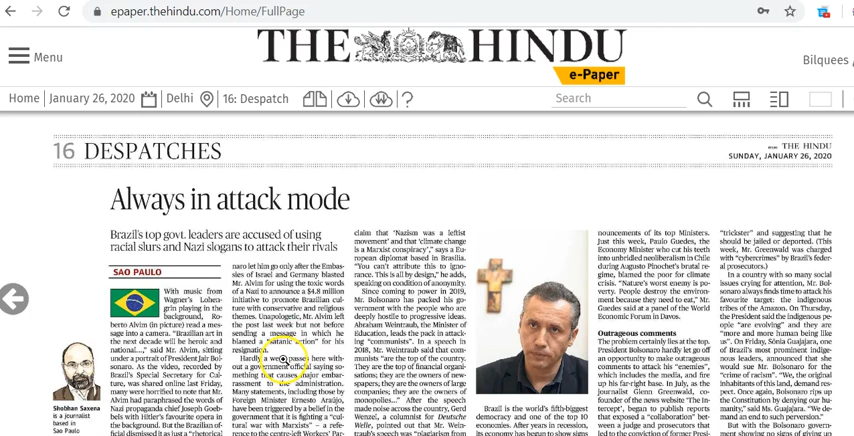 epaper.thehindu.com/Home/FullPage
Menu
THE HINDU
e-Paper
Bilquees
Home | January 26, 2020 Delhi 16: Despatch
Search
16 DESPATCHES
THE HINDU
SUNDAY, JANUARY 26, 2020
Always in attack mode
Brazil's top govt. leaders are accused of using
racial slurs and Nazi slogans to attack their rivals
SAO PAULO
With music from
Wagner's Lohen-
grin playing in the
background, Ro-
berto Alvim (in picture) read a mes-
sage into a camera. "Brazilian art in
the next decade will be heroic and
national...," said Mr. Alvim, sitting
under a portrait of President Jair Bol-
sonaro. As the video, recorded by
Brazil's Special Secretary for Cul-
ture, was shared online last Friday,
many were horrified to note that Mr.
Alvim had paraphrased the words of
Nazi propaganda chief Joseph Goeb-
bels with Hitler's favourite opera in
the background. But the Brazilian of-
ficial dismissed it as just a "rhetorical
Shobhan Saxena
is a journalist
based in
Sao Paulo
naro let him go only after the Embas-
sies of Israel and Germany blasted
Mr. Alvim for using the toxic words
of a Nazi to announce a $4.8 million
initiative to promote Brazilian cul-
ture with conservative and religious
themes. Unapologetic, Mr. Alvim left
the post last week but not before
sending a message in which he
blamed a "satanic action" for his
resignation.
Hardly a week passes here with-
out a government official saying so-
mething that causes major embar-
rassment to the administration.
Many statements, including those by
Foreign Minister Ernesto Araújo,
have been triggered by a belief in the
government that it is fighting a "cul-
tural war with Marxists" – a refe-
rence to the centre-left Workers' Par-
claim that "Nazism was a leftist
movement" and that "climate change
is a Marxist conspiracy'," says a Eu-
ropean diplomat based in Brasilia.
"You can't attribute this to igno-
rance. This is all by design," he adds,
speaking on condition of anonymity.
Since coming to power in 2019,
Mr. Bolsonaro has packed his go-
vernment with the people who are
deeply hostile to progressive ideas.
Abraham Weintraub, the Minister of
Education, leads the pack in attack-
ing "communists". In a speech in
2018, Mr. Weintraub said that com-
munists "are the top of the country.
They are the top of financial organi-
sations; they are the owners of new-
spapers; they are the owners of large
companies; they are the owners of
monopolies..." After the speech
made noise across the country, Gerd
Wenzel, a columnist for Deutsche
Welle, pointed out that Mr. Wein-
traub's speech was "plagiarism from
Brazil is the world's fifth-biggest
democracy and one of the top 10
economies. After years in recession,
its economy has begun to show signs
nouncements of its top Ministers.
Just this week, Paulo Guedes, the
Economy Minister who cut his teeth
into unbridled neoliberalism in Chile
during Augusto Pinochet's brutal re-
gime, blamed the poor for climate
crisis. "Nature's worst enemy is po-
verty. People destroy the environ-
ment because they need to eat," Mr.
Guedes said at a panel of the World
Economic Forum in Davos.
Outrageous comments
The problem certainly lies at the top.
President Bolsonaro hardly let go off
an opportunity to make outrageous
comments to attack his "enemies",
which includes the media, and fire
up his far-right base. In July, as the
journalist Glenn Greenwald, co-
founder of the news website 'The In-
tercept', began to publish reports
that exposed a "collaboration" bet-
ween a judge and prosecutors that
led to the conviction of former Presi-
"trickster" and suggesting that he
should be jailed or deported. (This
week, Mr. Greenwald was charged
with "cybercrimes" by Brazil's feder-
al prosecutors.)
In a country with so many social
issues crying for attention, Mr. Bol-
sonaro always finds time to attack his
favourite target: the indigenous
tribes of the Amazon. On Thursday,
the President said the indigenous peo-
ple "are evolving" and they are
"more and more human being like
us". On Friday, Sônia Guajajara, one
of Brazil's most prominent indige-
nous leaders, announced that she
would sue Mr. Bolsonaro for the
"crime of racism". "We, the original
inhabitants of this land, demand res-
pect. Once again, Bolsonaro rips up
the Constitution by denying our hu-
manity," said Ms. Guajajara. "We de-
mand an end to such perversion."
But with the Bolsonaro govern-